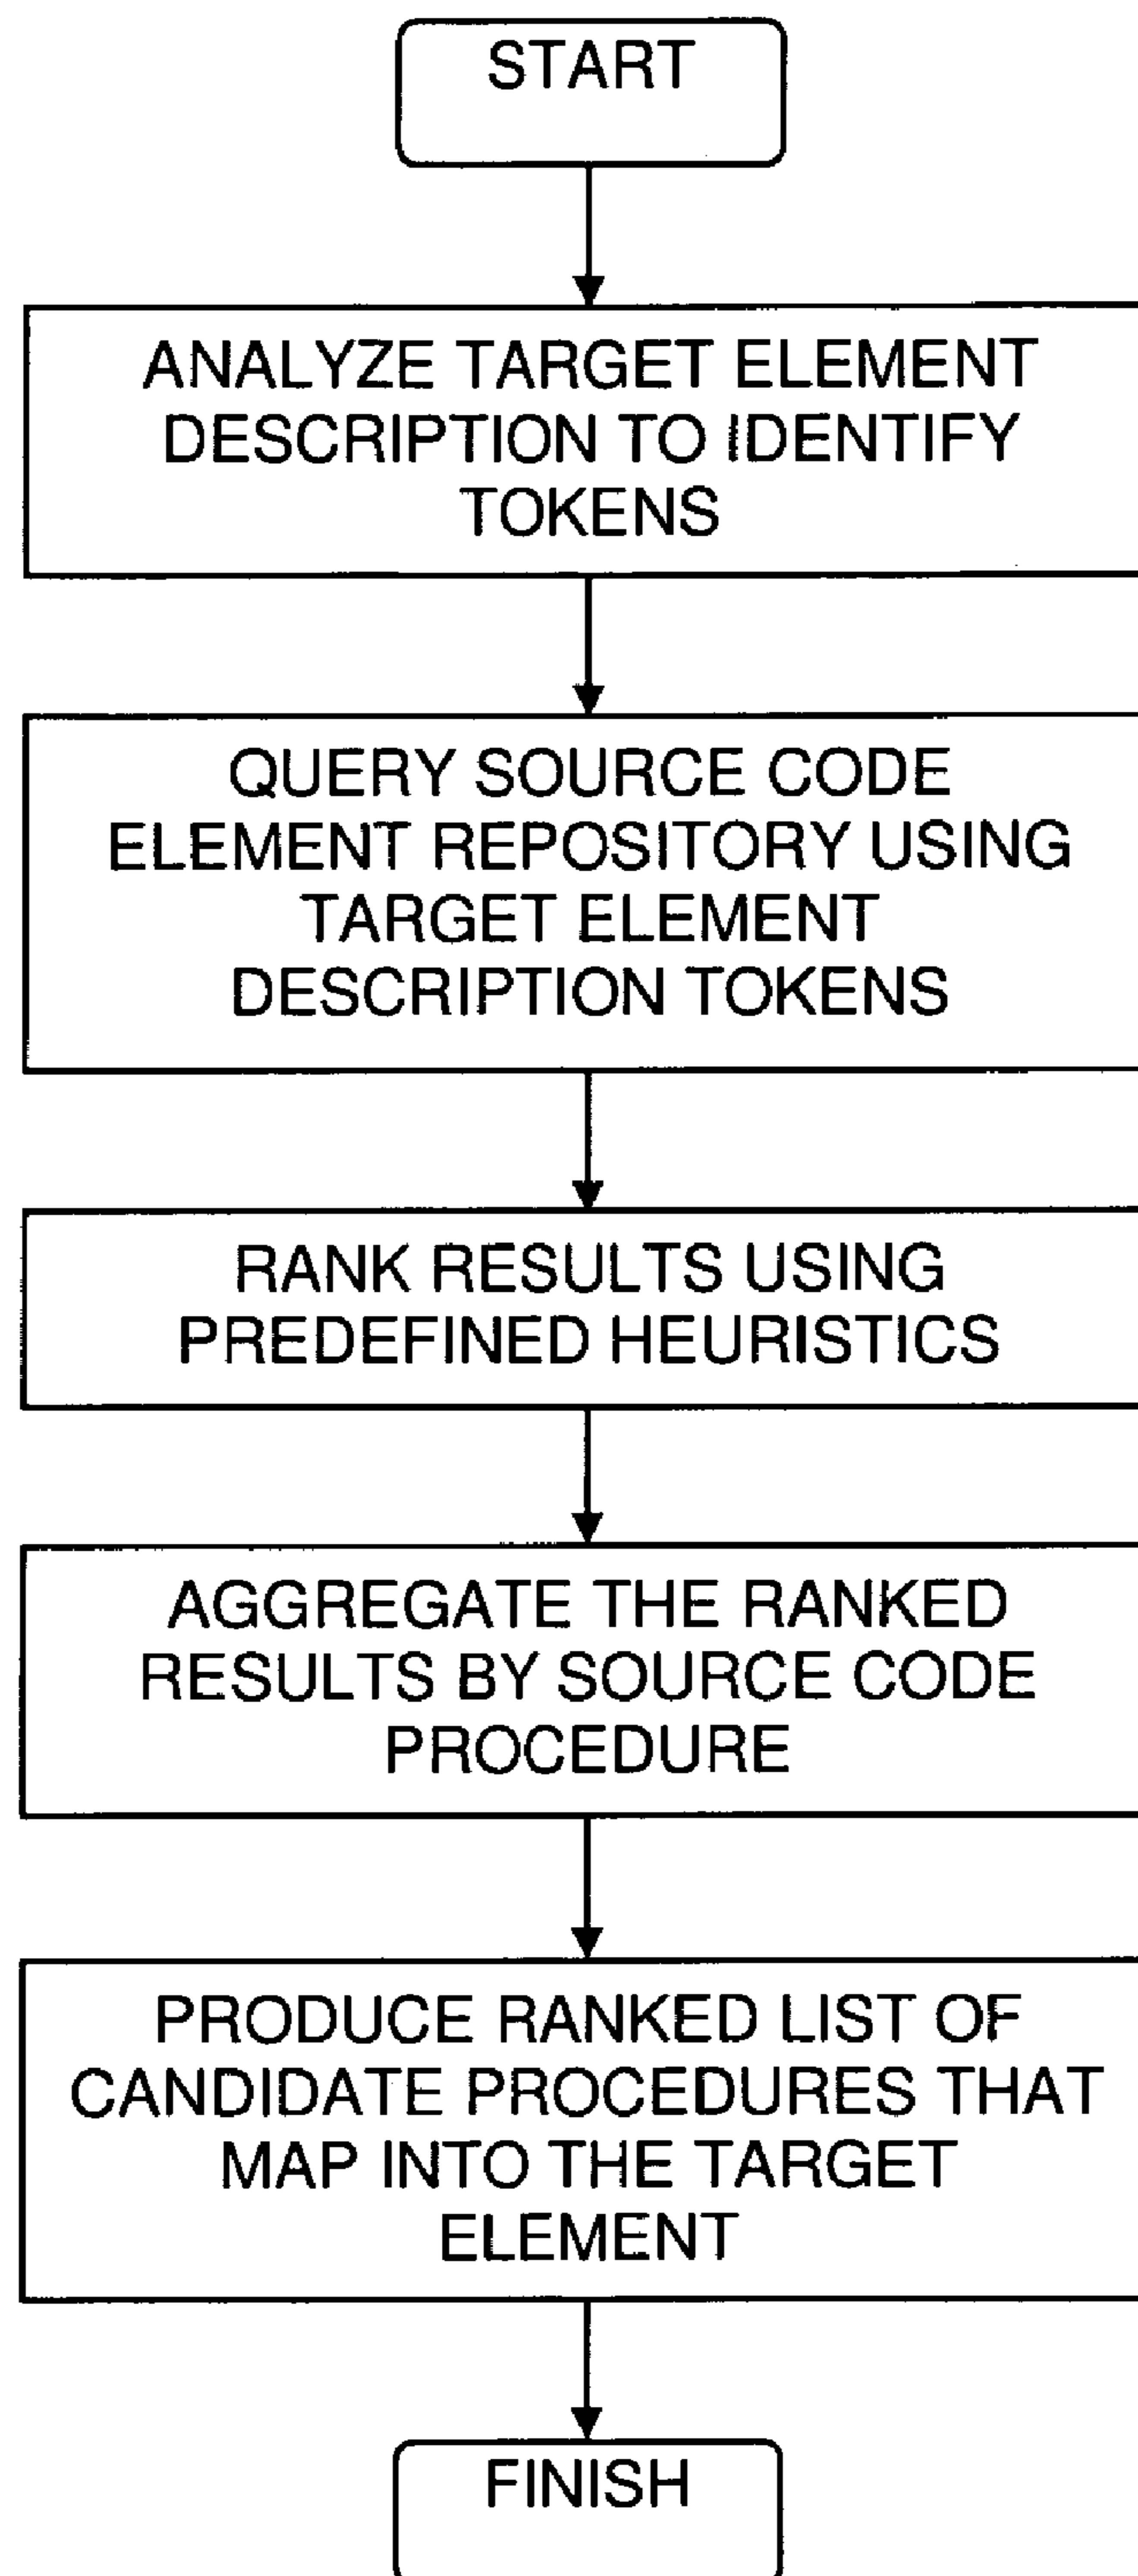 START
ANALYZE TARGET ELEMENT
DESCRIPTION TO IDENTIFY
TOKENS
QUERY SOURCE CODE
ELEMENT REPOSITORY USING
TARGET ELEMENT
DESCRIPTION TOKENS
RANK RESULTS USING
PREDEFINED HEURISTICS
AGGREGATE THE RANKED
RESULTS BY SOURCE CODE
PROCEDURE
PRODUCE RANKED LIST OF
CANDIDATE PROCEDURES THAT
MAP INTO THE TARGET
ELEMENT
FINISH